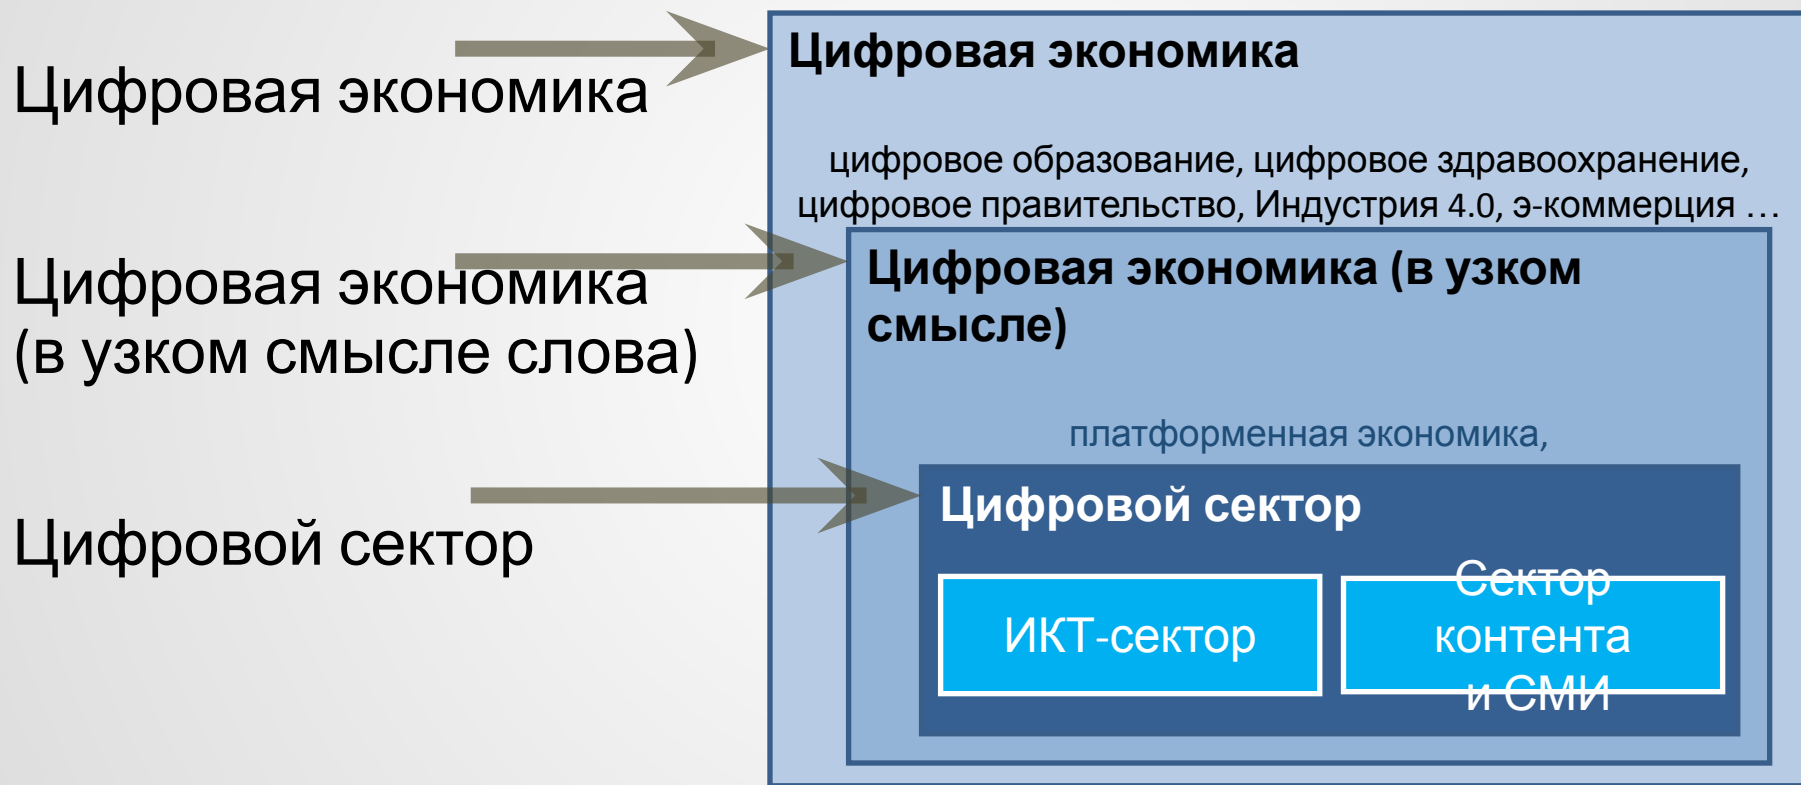 Цифровая экономика
Цифровая экономика
(в узком смысле слова)
Цифровой сектор
Цифровая экономика
цифровое образование, цифровое здравоохранение,
цифровое правительство, Индустрия 4.0, э-коммерция …
Цифровая экономика (в узком
смысле)
платформенная экономика,
Цифровой сектор
ИКТ-сектор
Сектор
контента
и СМИ